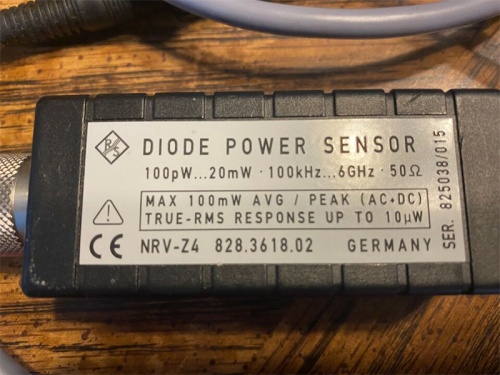 R&S
DIODE POWER SENSOR
100pW...20mW · 100kHz...6GHz · 50Ω
MAX 100mW AVG / PEAK (AC+DC)
TRUE-RMS RESPONSE UP TO 10µW
CE NRV-Z4 828.3618.02 GERMANY
SER. 825038/015